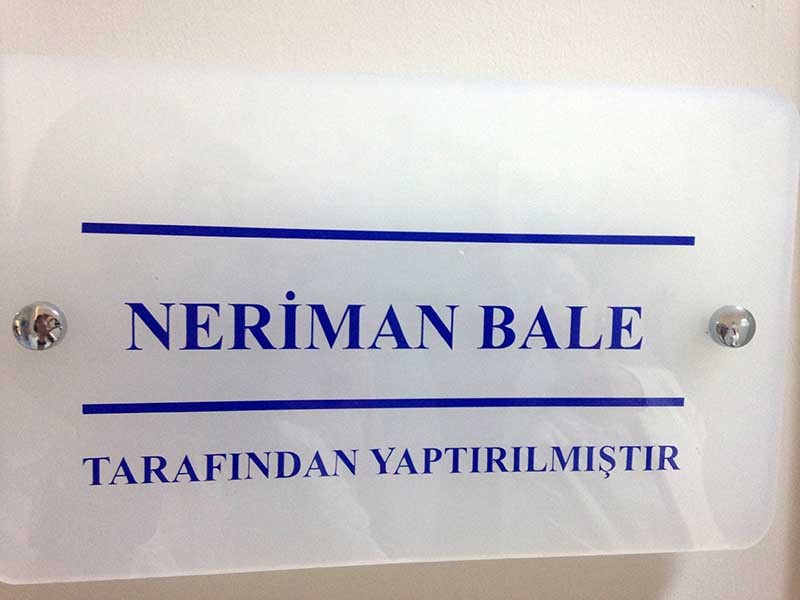 NERİMAN BALE
TARAFINDAN YAPTIRILMIŞTIR